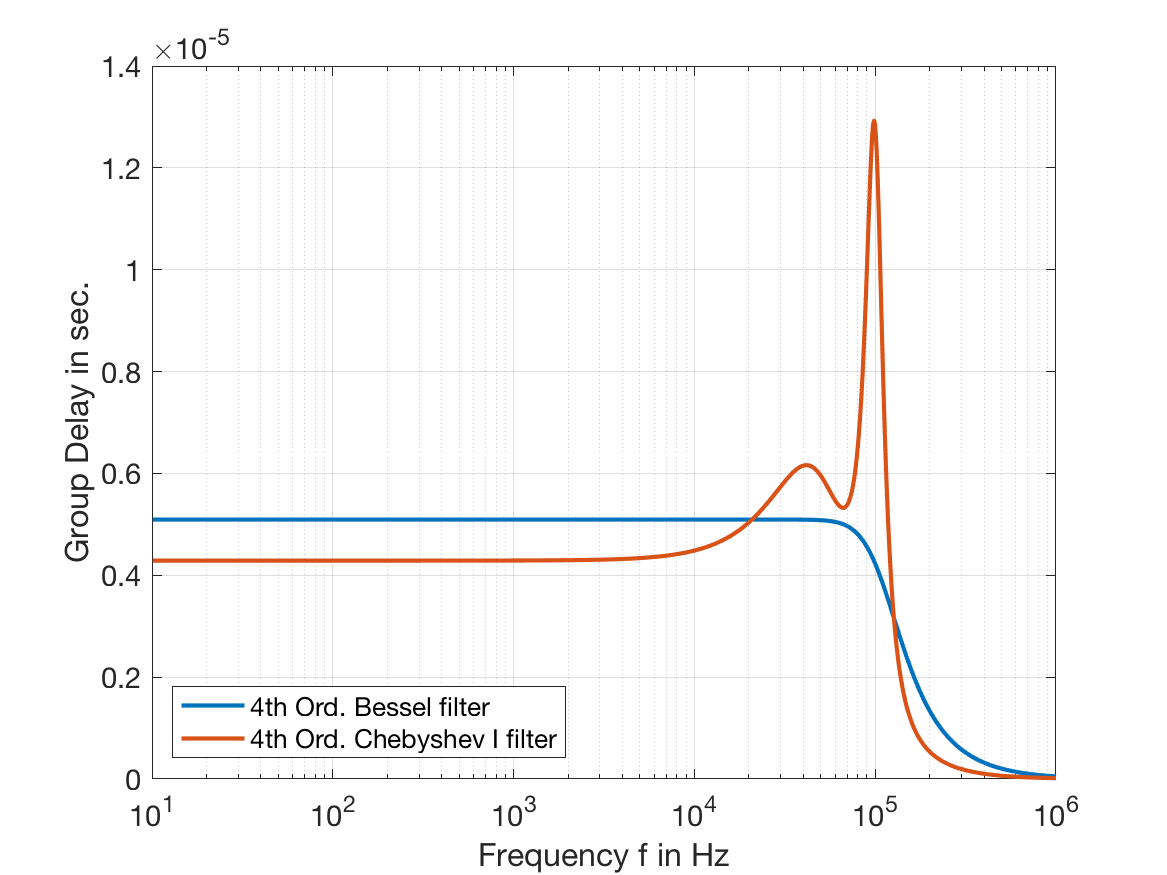 ×10⁻⁵
1.4
1.2
1
0.8
0.6
0.4
0.2
0
Group Delay in sec.
4th Ord. Bessel filter
4th Ord. Chebyshev I filter
10¹ 10² 10³ 10⁴ 10⁵ 10⁶
Frequency f in Hz